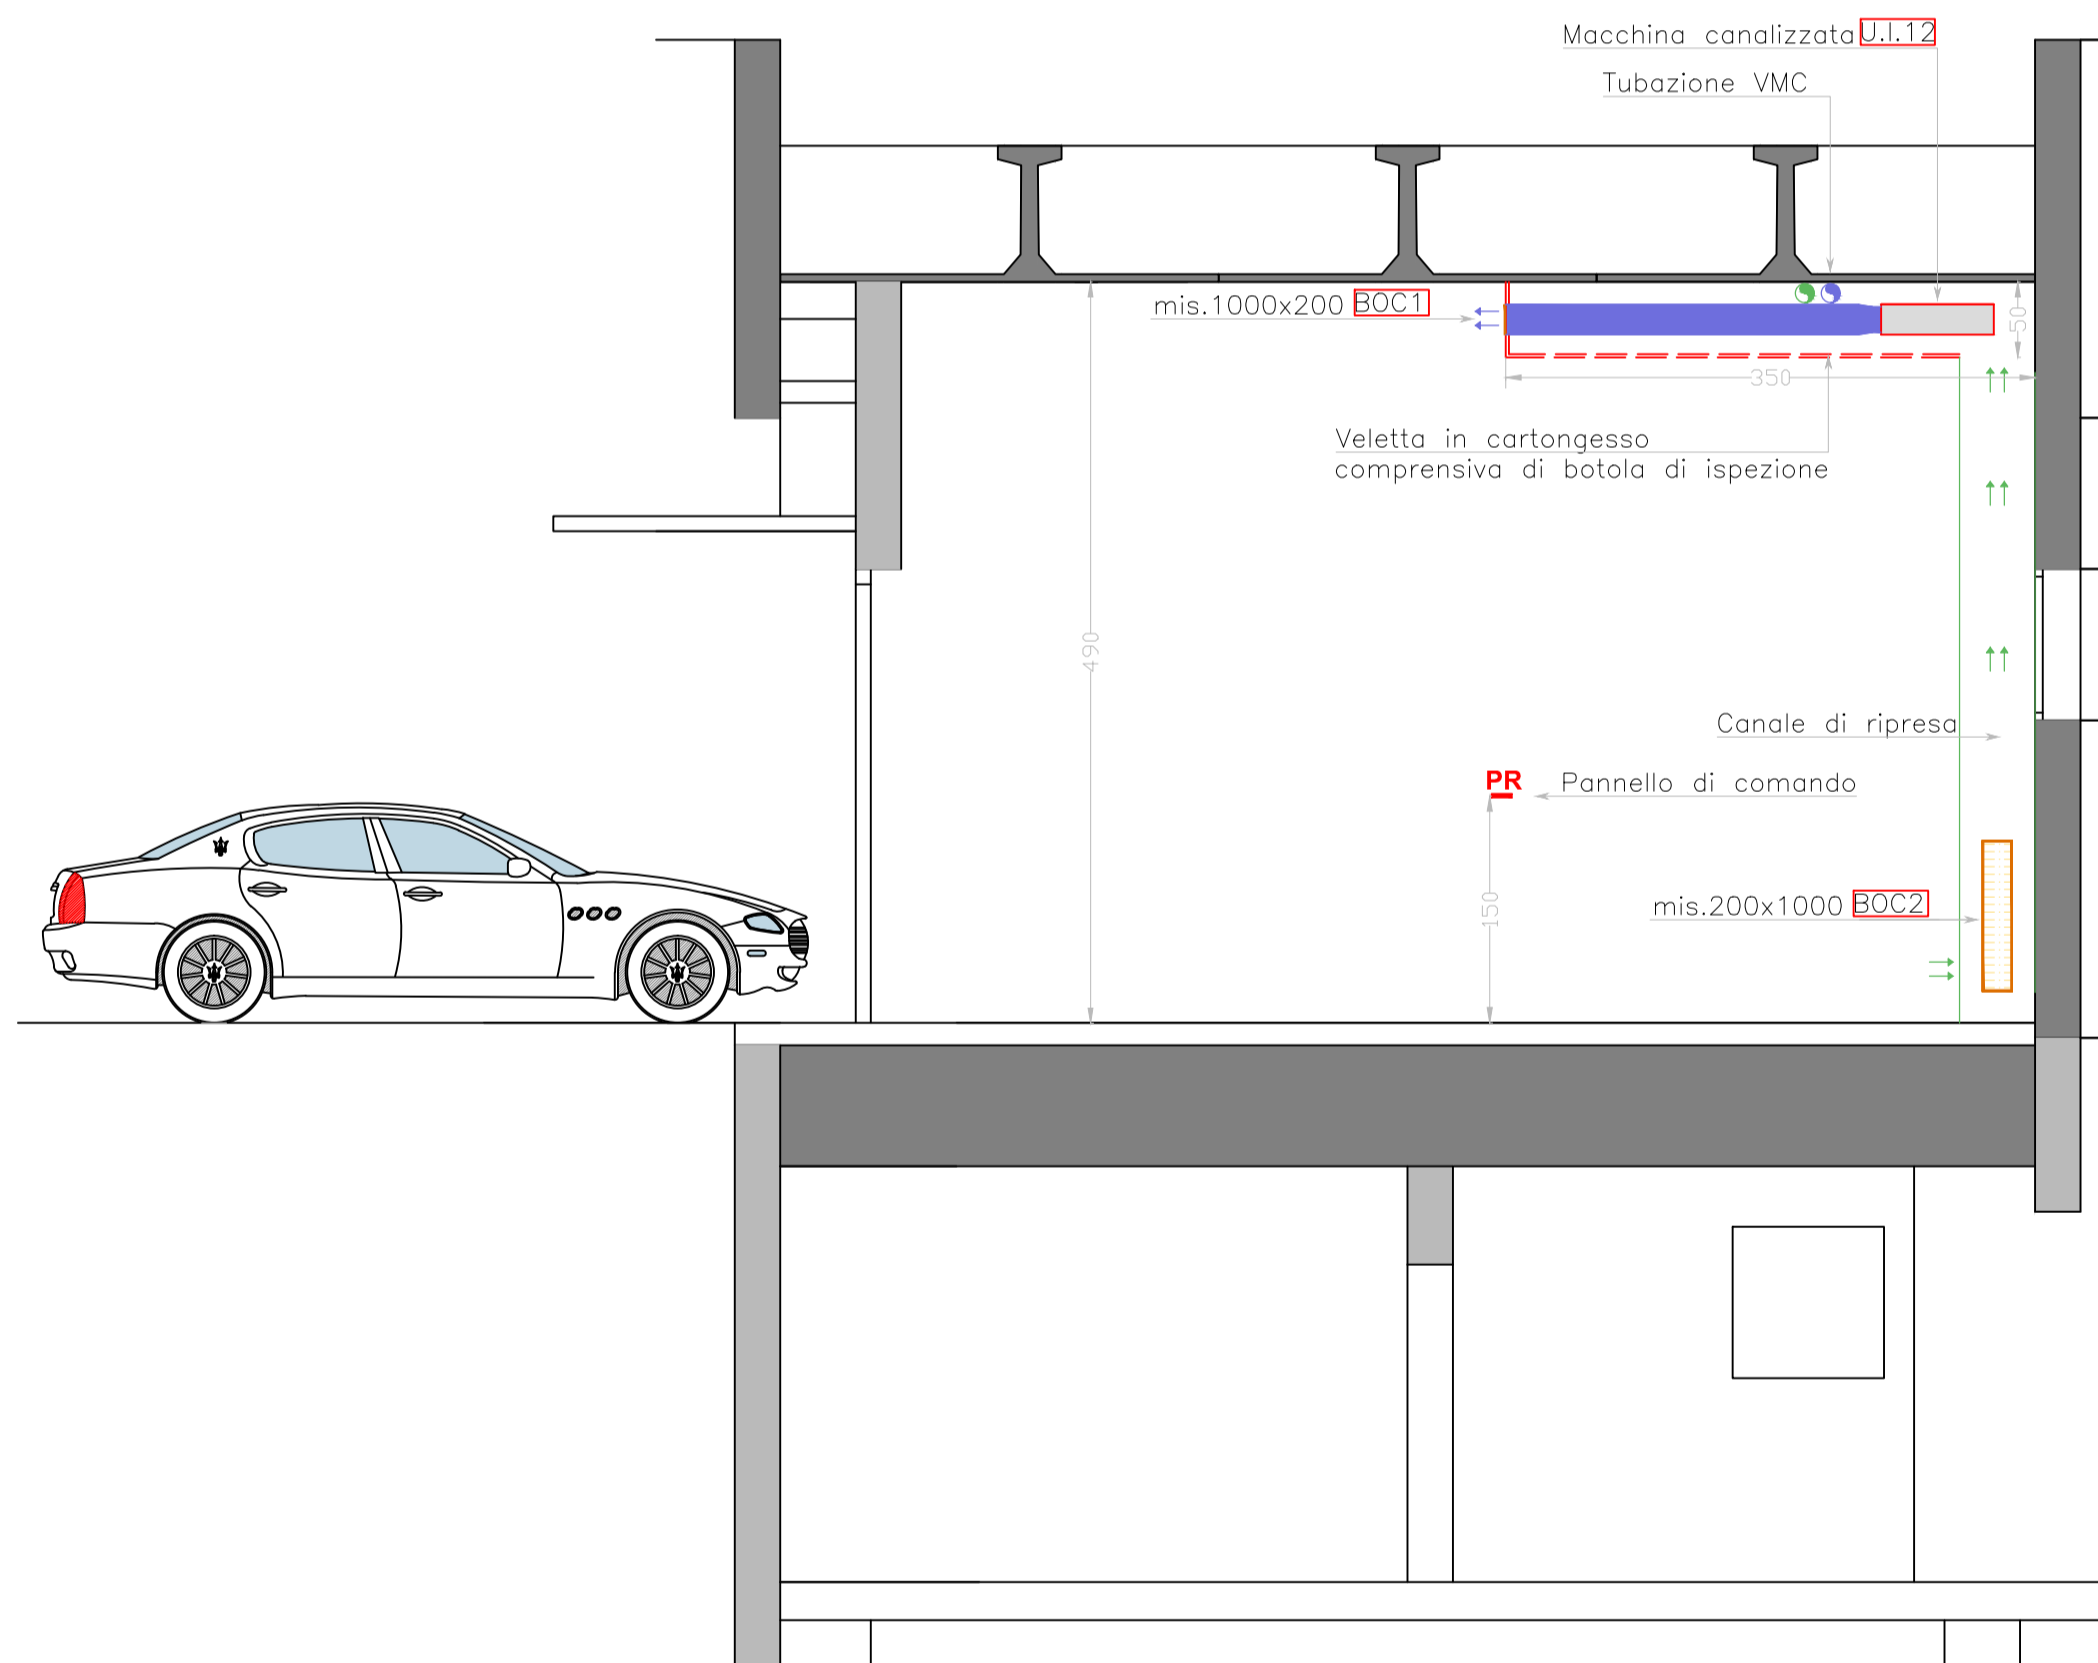 Macchina canalizzata U.I.12
Tubazione VMC
mis.1000x200 BOC1
50
350
Veletta in cartongesso
comprensiva di botola di ispezione
490
Canale di ripresa
PR
Pannello di comando
150
mis.200x1000 BOC2